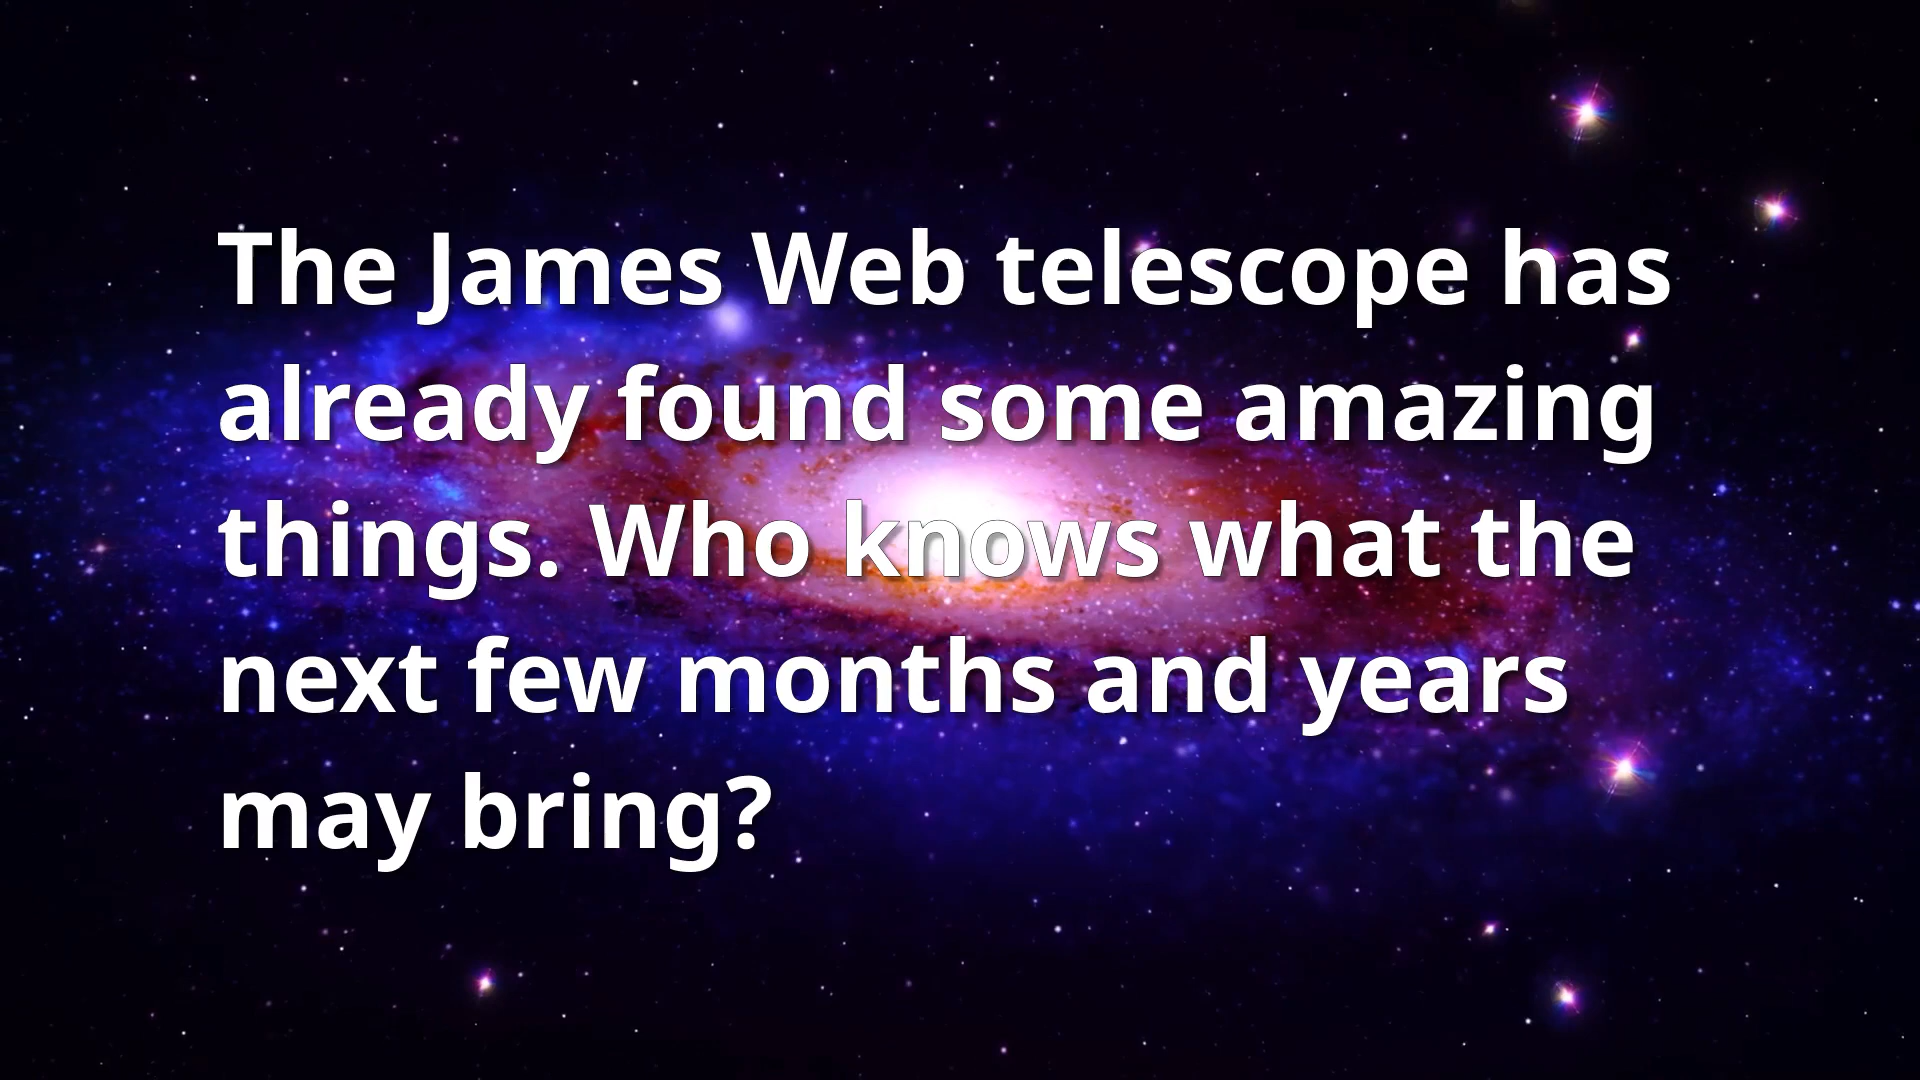 The James Web telescope has
already found some amazing
things. Who knows what the
next few months and years
may bring?